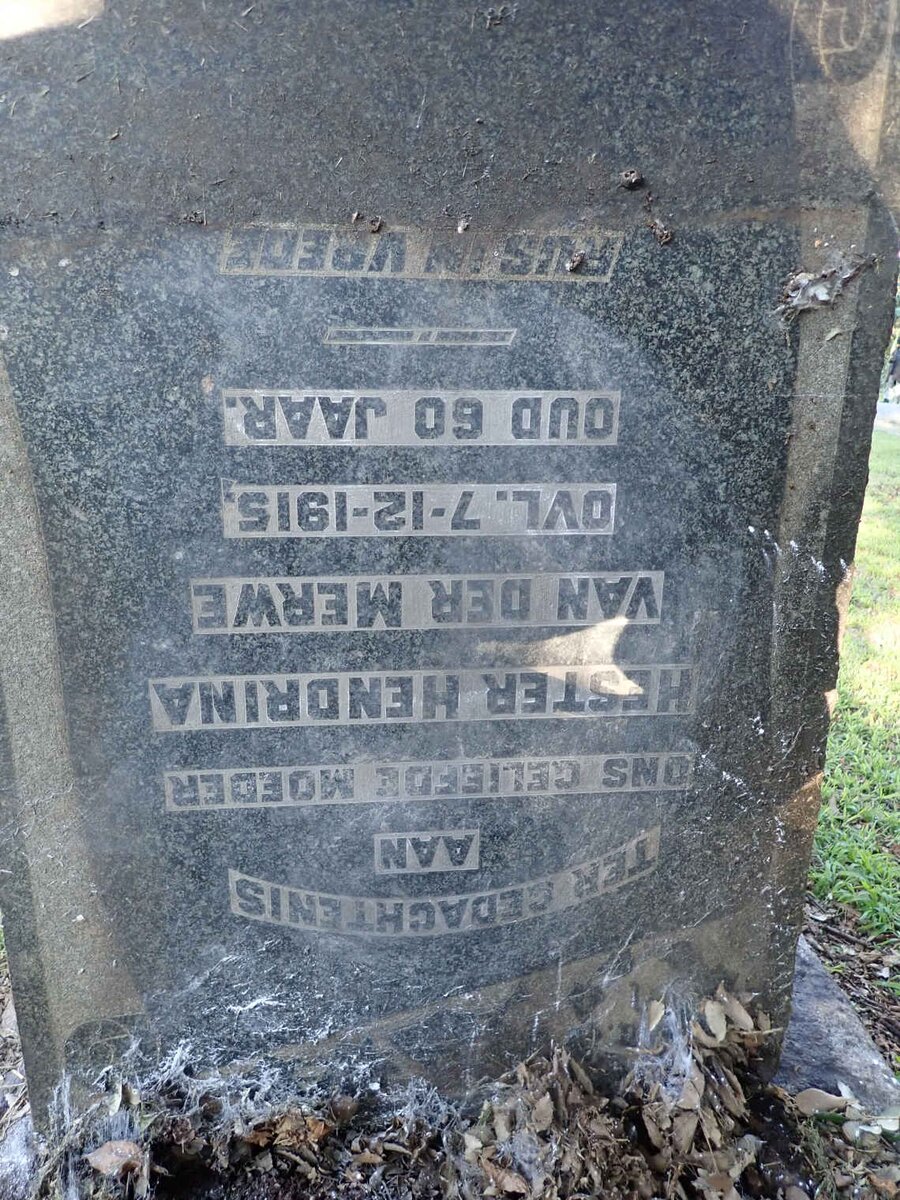 TER GEDACHTENIS
AAN
ONS GELIEFDE MOEDER
HESTER HENDRINA
VAN DER MERWE
OVL. 7-12-1915,
OUD 60 JAAR.
RUS IN VREDE